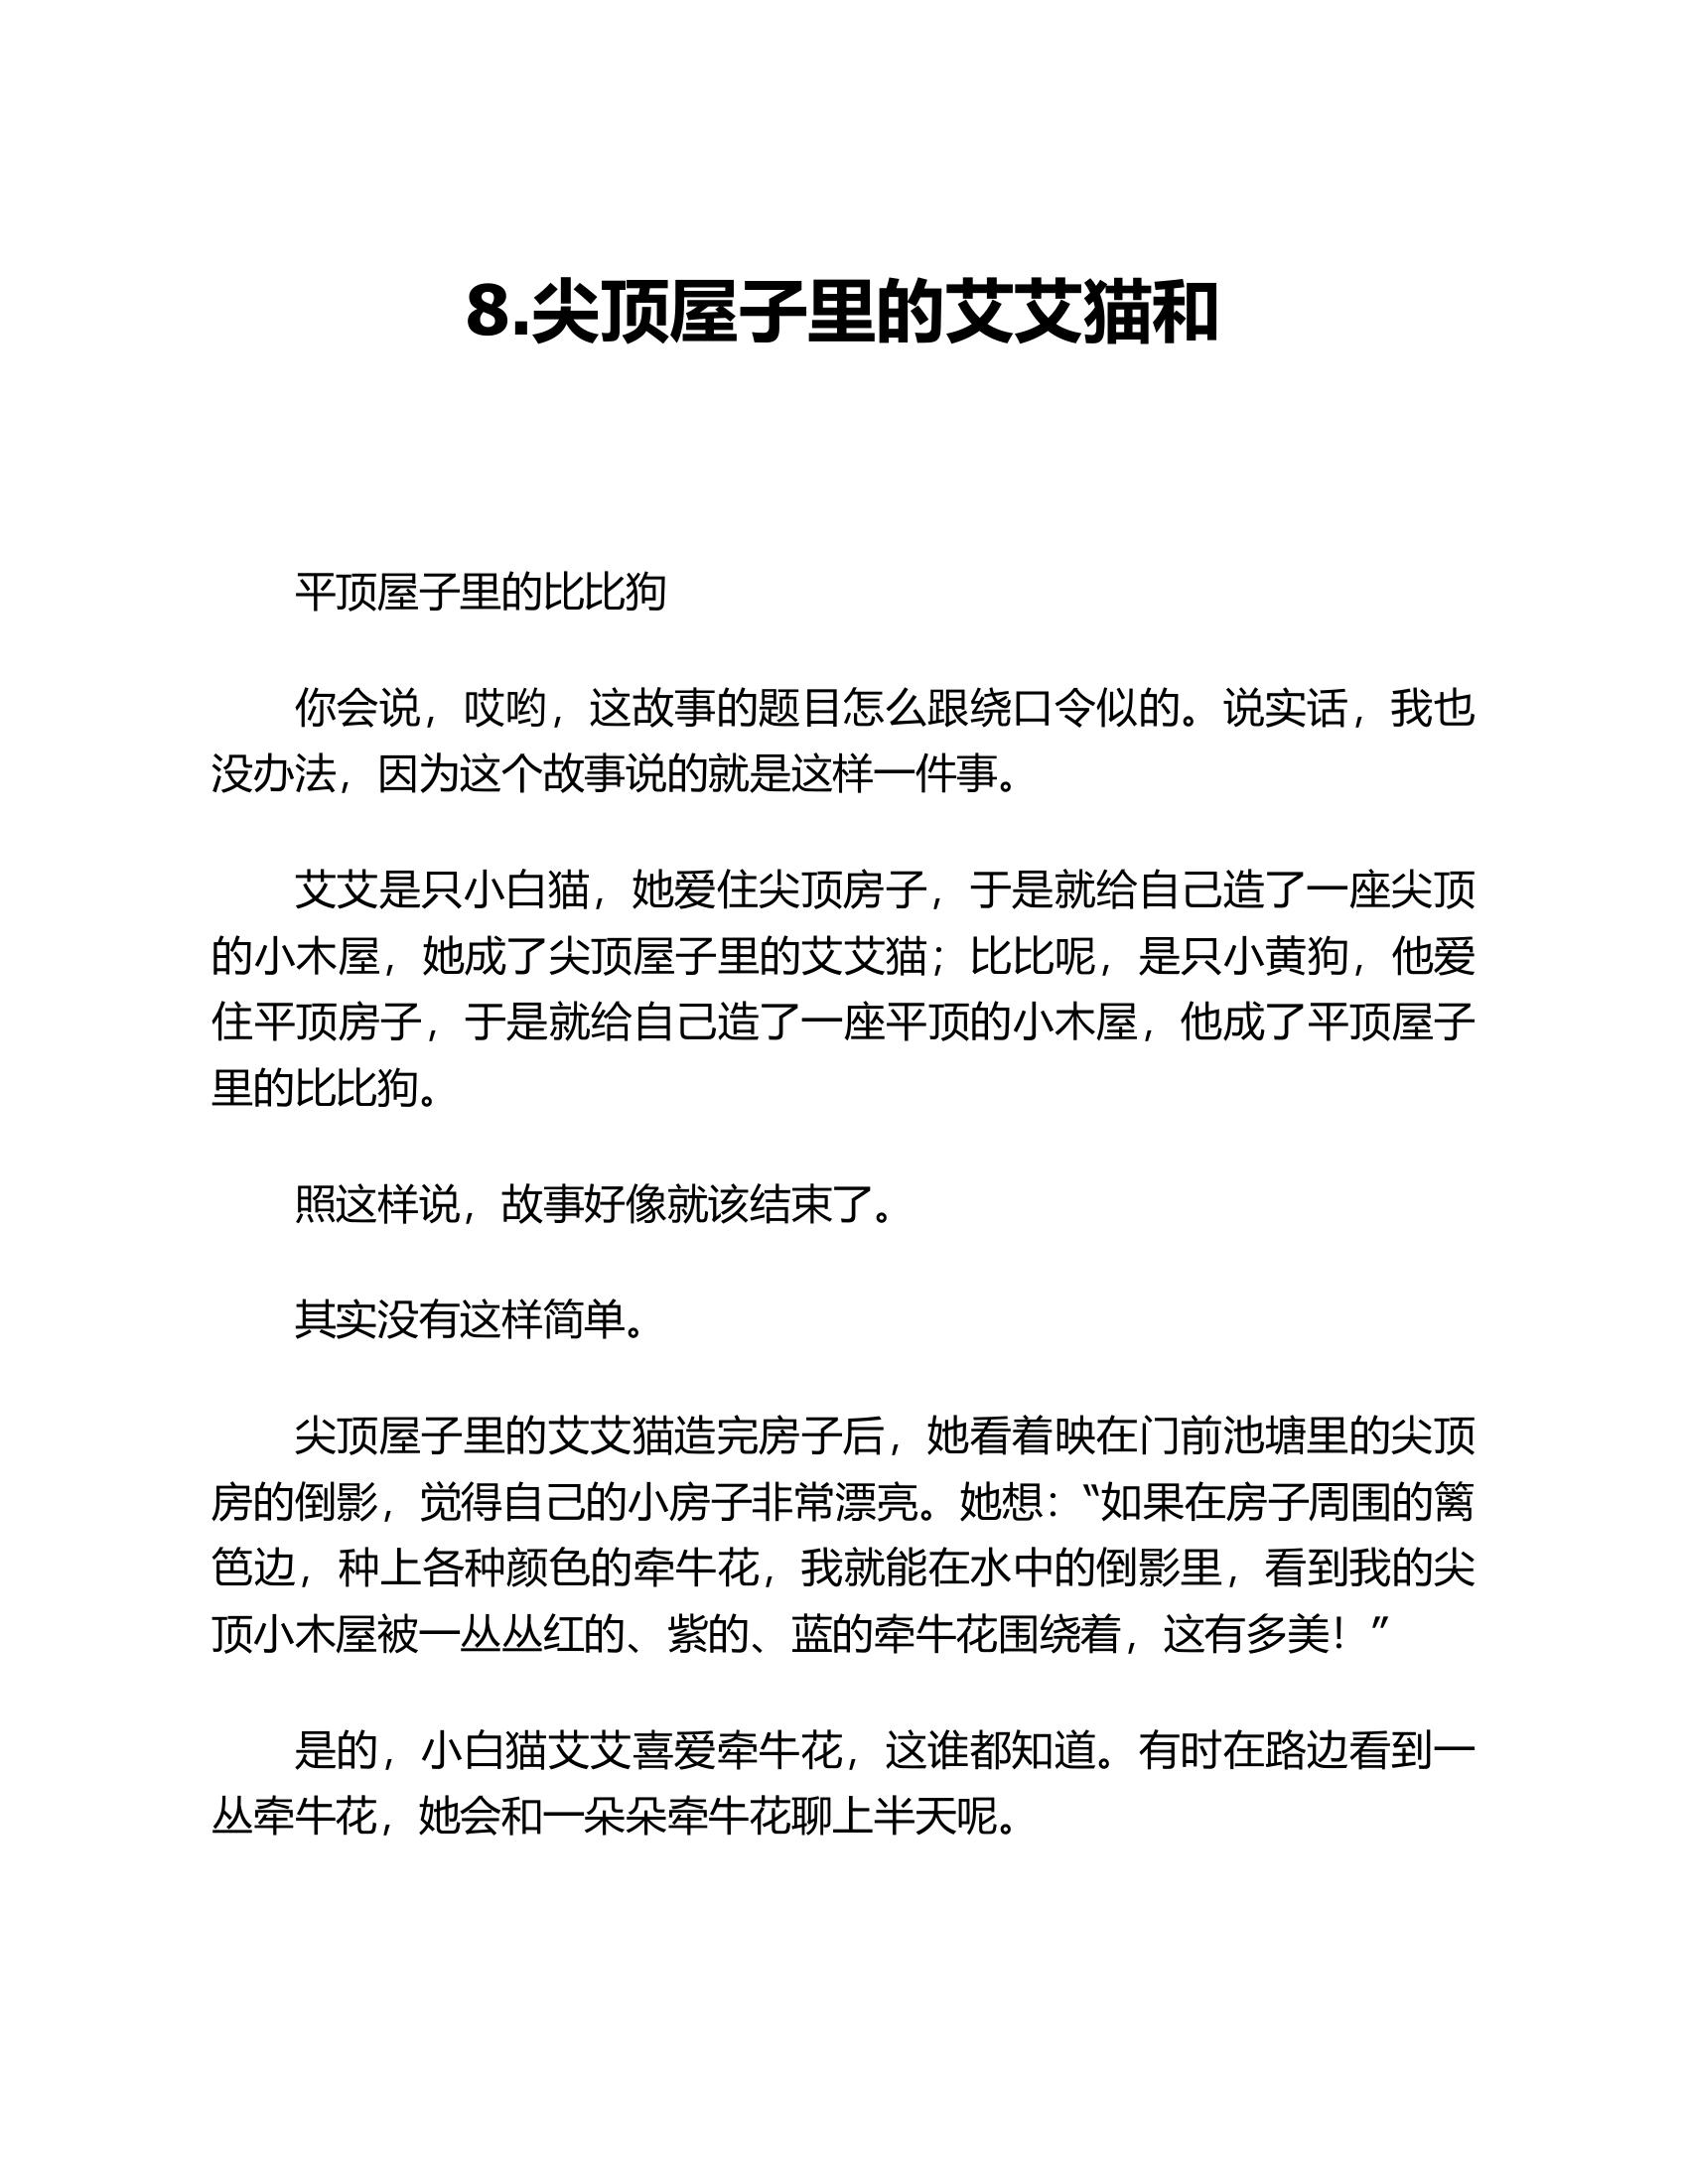 8.尖顶屋子里的艾艾猫和
平顶屋子里的比比狗
你会说，哎哟，这故事的题目怎么跟绕口令似的。说实话，我也
没办法，因为这个故事说的就是这样一件事。
艾艾是只小白猫，她爱住尖顶房子，于是就给自己造了一座尖顶
的小木屋，她成了尖顶屋子里的艾艾猫；比比呢，是只小黄狗，他爱
住平顶房子，于是就给自己造了一座平顶的小木屋，他成了平顶屋子
里的比比狗。
照这样说，故事好像就该结束了。
其实没有这样简单。
尖顶屋子里的艾艾猫造完房子后，她看着映在门前池塘里的尖顶
房的倒影，觉得自己的小房子非常漂亮。她想：“如果在房子周围的篱
笆边，种上各种颜色的牵牛花，我就能在水中的倒影里，看到我的尖
顶小木屋被一丛丛红的、紫的、蓝的牵牛花围绕着，这有多美！”
是的，小白猫艾艾喜爱牵牛花，这谁都知道。有时在路边看到一
丛牵牛花，她会和一朵朵牵牛花聊上半天呢。